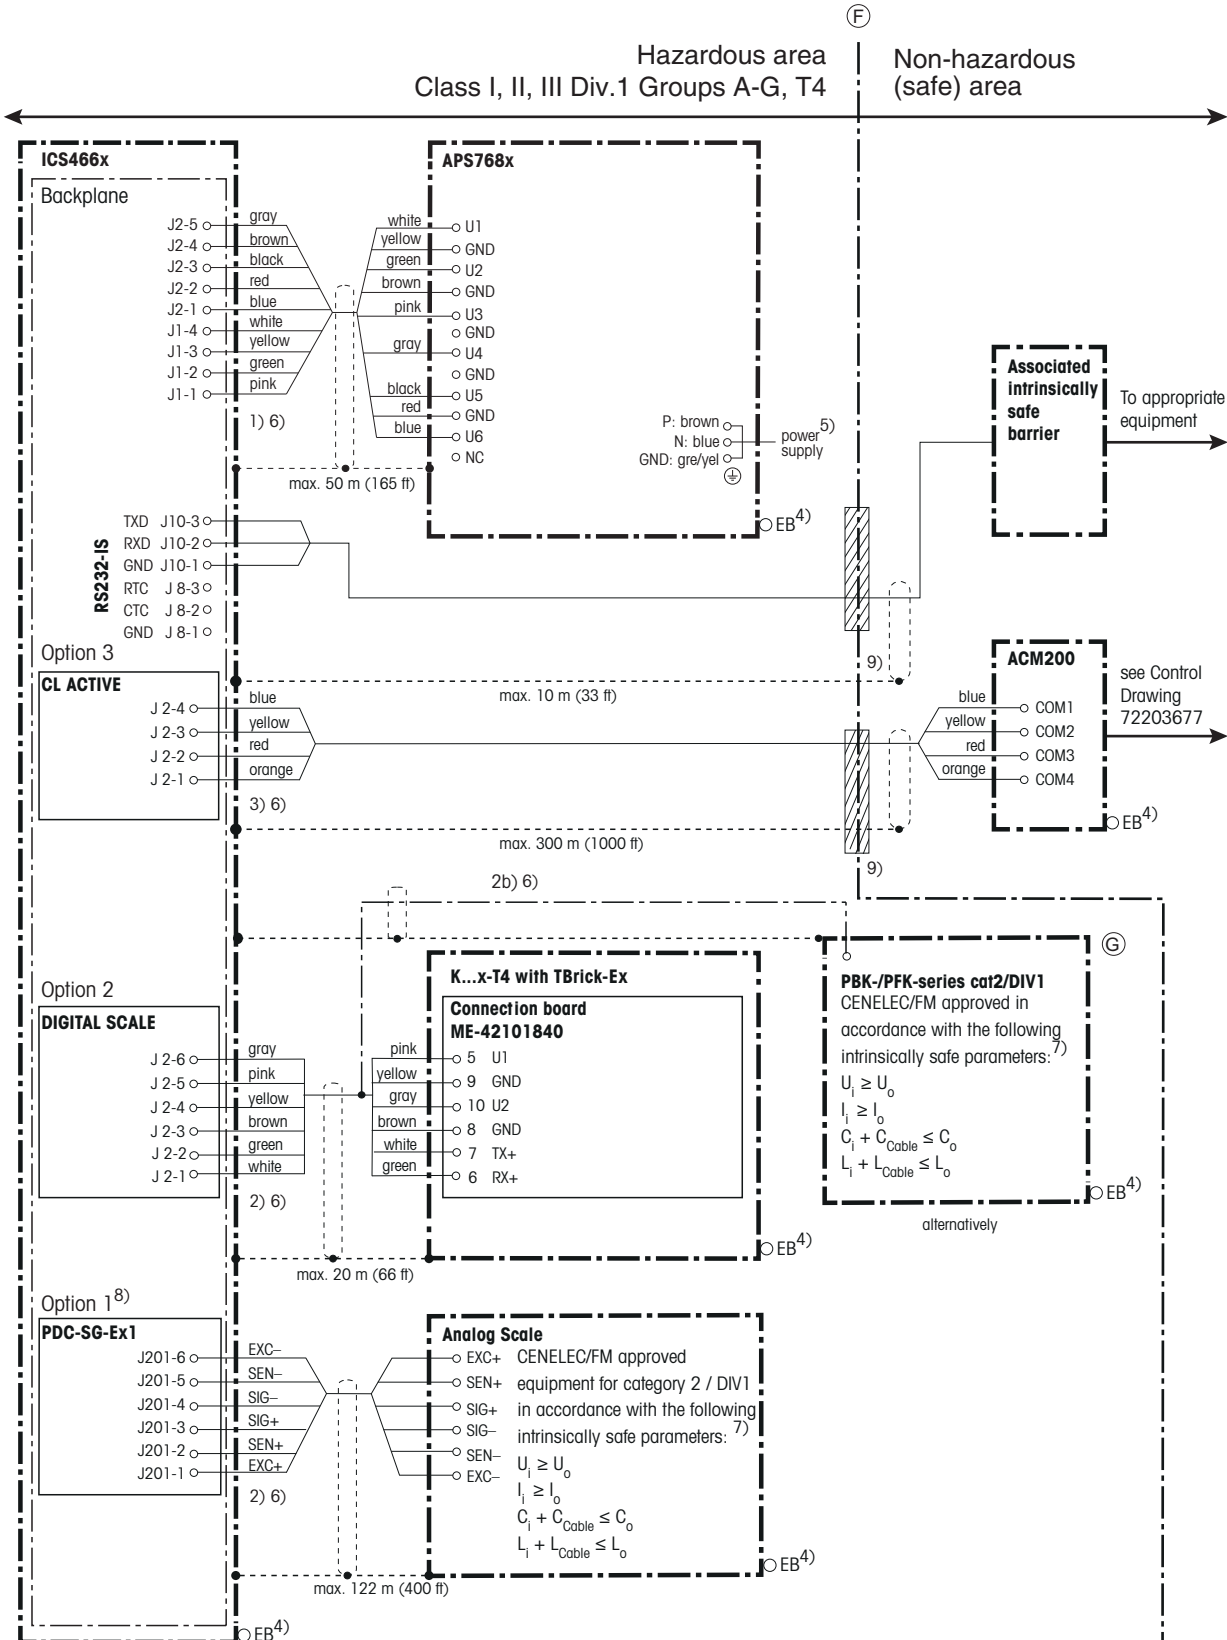 F
Hazardous area
Class I, II, III Div.1 Groups A-G, T4
Non-hazardous
(safe) area
ICS466x
Backplane
J2-5 gray
J2-4 brown
J2-3 black
J2-2 red
J2-1 blue
J1-4 white
J1-3 yellow
J1-2 green
J1-1 pink
1) 6)
max. 50 m (165 ft)
APS768x
white U1
yellow GND
green U2
brown GND
pink U3
GND
gray U4
GND
black U5
red GND
blue U6
NC
P: brown
N: blue
GND: gre/yel
power 5)
supply
EB4)
Associated
intrinsically
safe
barrier
To appropriate
equipment
RS232-IS
TXD J10-3
RXD J10-2
GND J10-1
RTC J 8-3
CTC J 8-2
GND J 8-1
9)
max. 10 m (33 ft)
Option 3
CL ACTIVE
J 2-4 blue
J 2-3 yellow
J 2-2 red
J 2-1 orange
3) 6)
max. 300 m (1000 ft)
9)
ACM200
blue COM1
yellow COM2
red COM3
orange COM4
EB4)
see Control
Drawing
72203677
2b) 6)
Option 2
DIGITAL SCALE
J 2-6 gray
J 2-5 pink
J 2-4 yellow
J 2-3 brown
J 2-2 green
J 2-1 white
2) 6)
max. 20 m (66 ft)
K...x-T4 with TBrick-Ex
Connection board
ME-42101840
pink 5 U1
yellow 9 GND
gray 10 U2
brown 8 GND
white 7 TX+
green 6 RX+
EB4)
G
PBK-/PFK-series cat2/DIV1
CENELEC/FM approved in
accordance with the following
intrinsically safe parameters:7)
Ui ≥ Uo
Ii ≥ Io
Ci + CCable ≤ Co
Li + LCable ≤ Lo
EB4)
alternatively
Option 18)
PDC-SG-Ex1
J201-6 EXC–
J201-5 SEN–
J201-4 SIG–
J201-3 SIG+
J201-2 SEN+
J201-1 EXC+
2) 6)
max. 122 m (400 ft)
Analog Scale
EXC+ CENELEC/FM approved
SEN+ equipment for category 2 / DIV1
SIG+ in accordance with the following
SIG– intrinsically safe parameters: 7)
SEN–
EXC–
Ui ≥ Uo
Ii ≥ Io
Ci + CCable ≤ Co
Li + LCable ≤ Lo
EB4)
EB4)